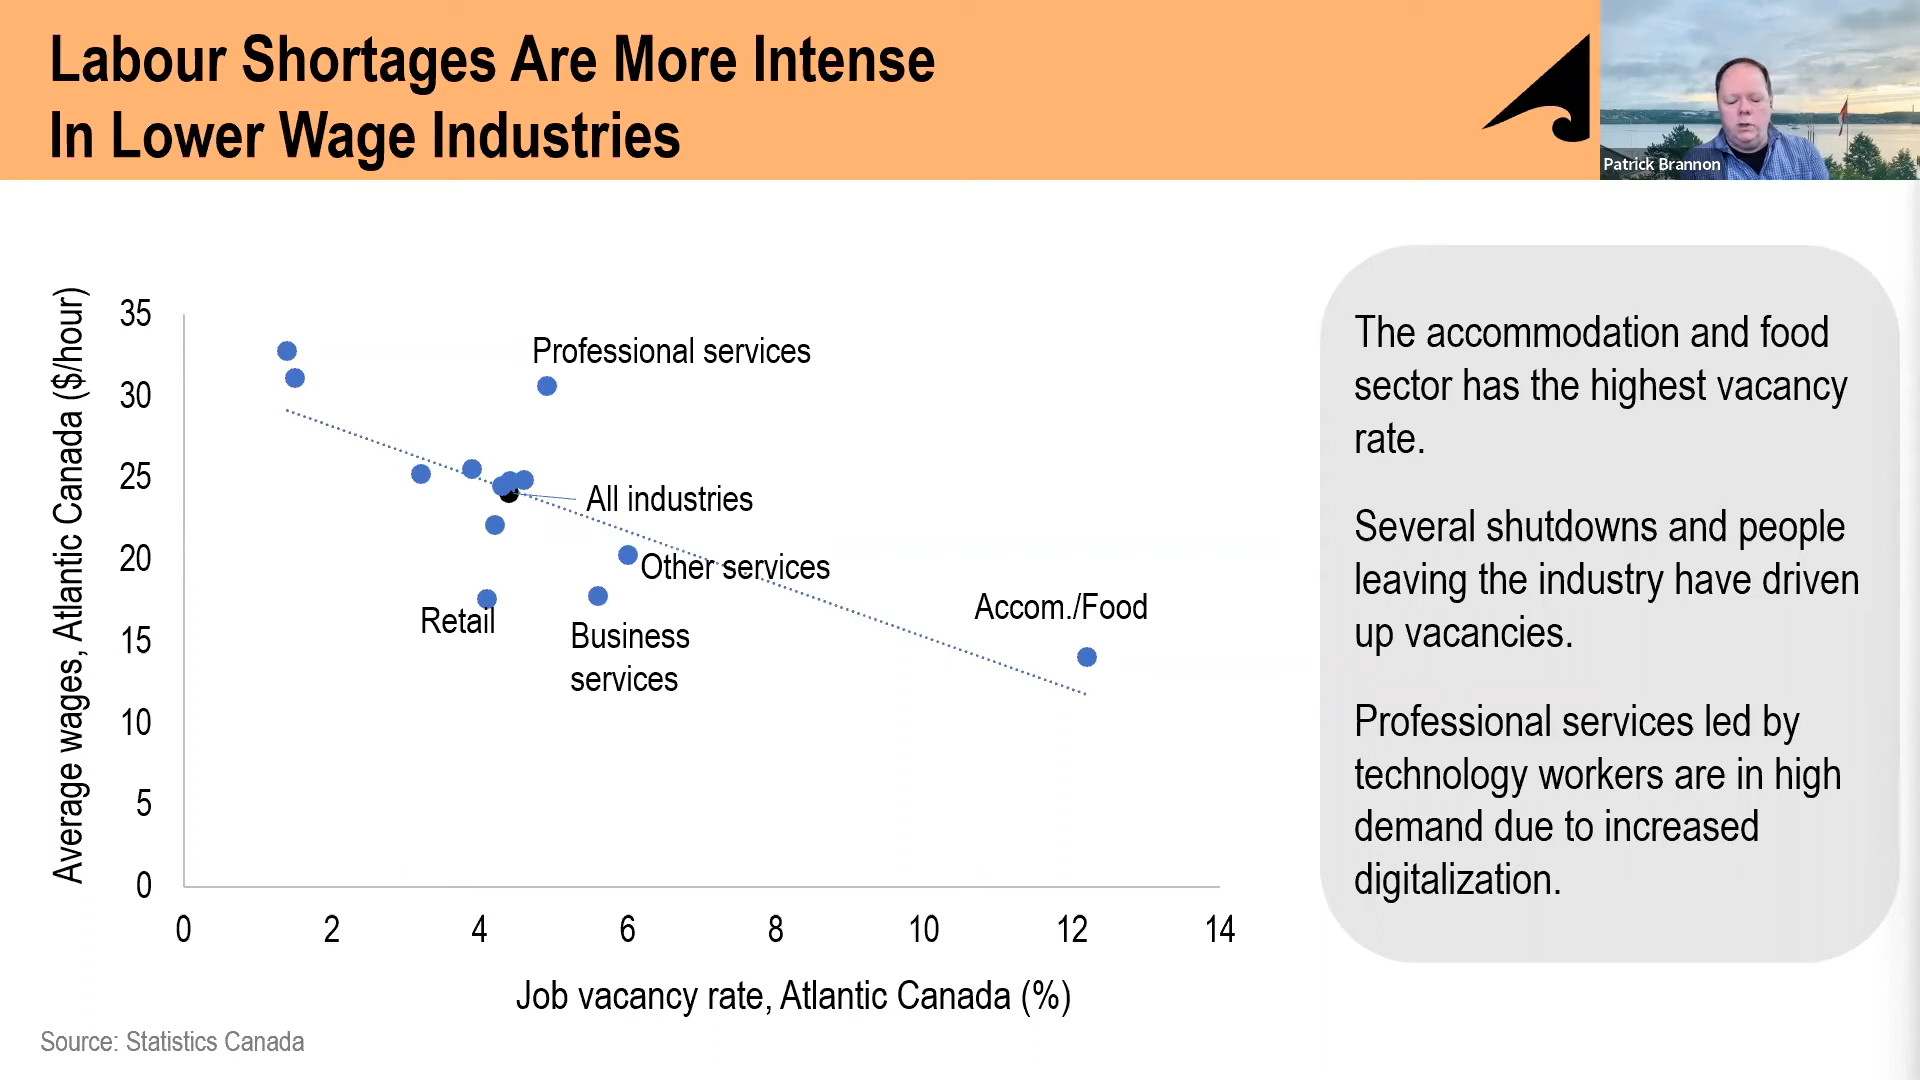 Labour Shortages Are More Intense
In Lower Wage Industries
Patrick Brannon
Average wages, Atlantic Canada ($/hour)
35
30
25
20
15
10
5
0
Professional services
All industries
Other services
Retail
Business
services
Accom./Food
0 2 4 6 8 10 12 14
Job vacancy rate, Atlantic Canada (%)
The accommodation and food
sector has the highest vacancy
rate.
Several shutdowns and people
leaving the industry have driven
up vacancies.
Professional services led by
technology workers are in high
demand due to increased
digitalization.
Source: Statistics Canada